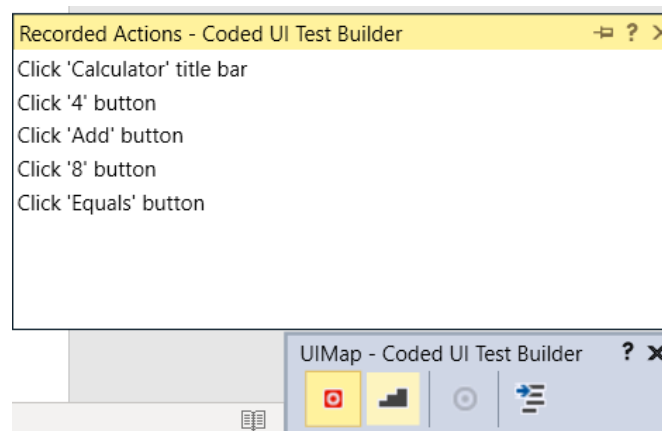 Recorded Actions - Coded UI Test Builder
?
Click 'Calculator' title bar
Click '4' button
Click 'Add' button
Click '8' button
Click 'Equals' button
UIMap - Coded UI Test Builder
?